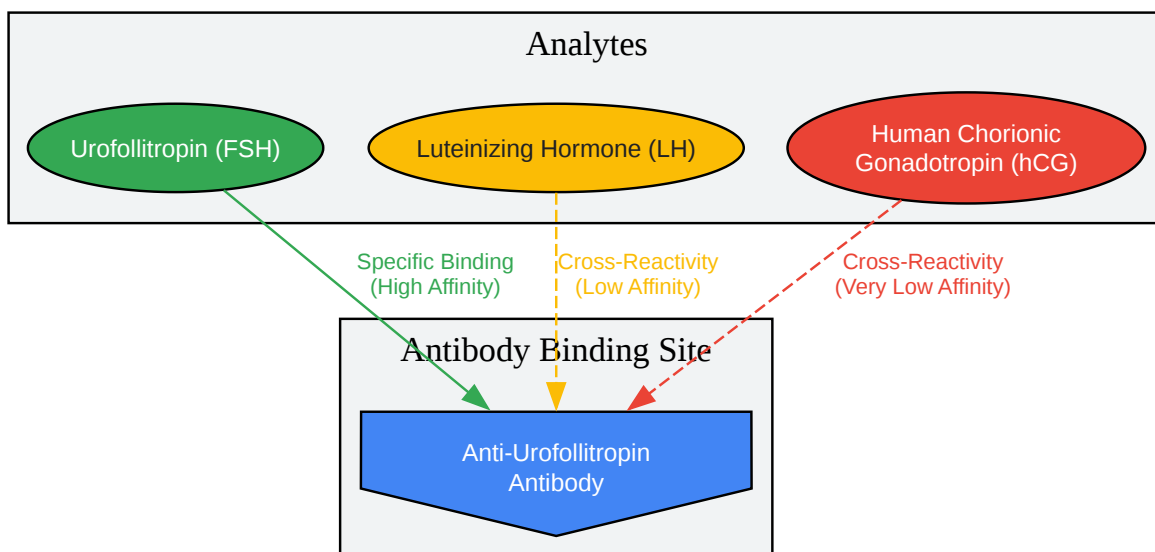 Analytes
Urofollitropin (FSH)
Luteinizing Hormone (LH)
Human Chorionic
Gonadotropin (hCG)
Specific Binding
(High Affinity)
Cross-Reactivity
(Low Affinity)
Cross-Reactivity
(Very Low Affinity)
Antibody Binding Site
Anti-Urofollitropin
Antibody